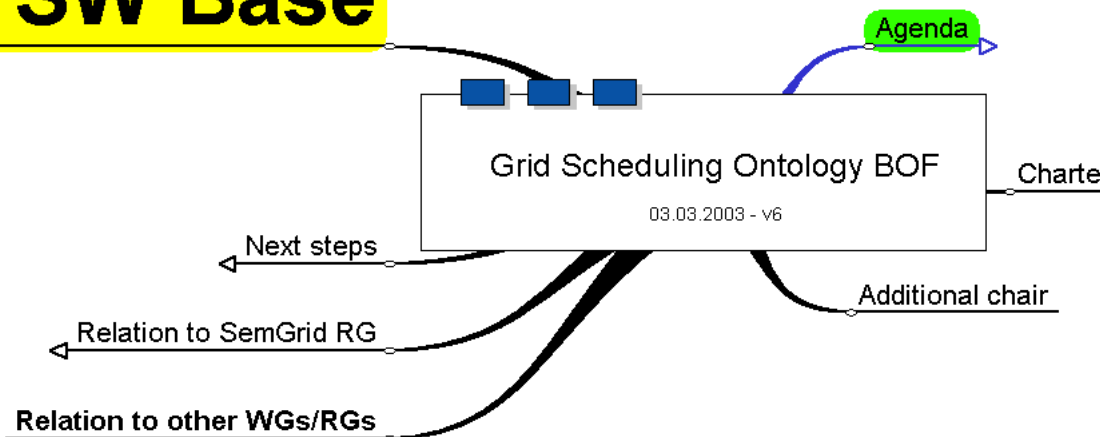 SW Base
Agenda
Grid Scheduling Ontology BOF
03.03.2003 - v6
Charte
Next steps
Additional chair
Relation to SemGrid RG
Relation to other WGs/RGs